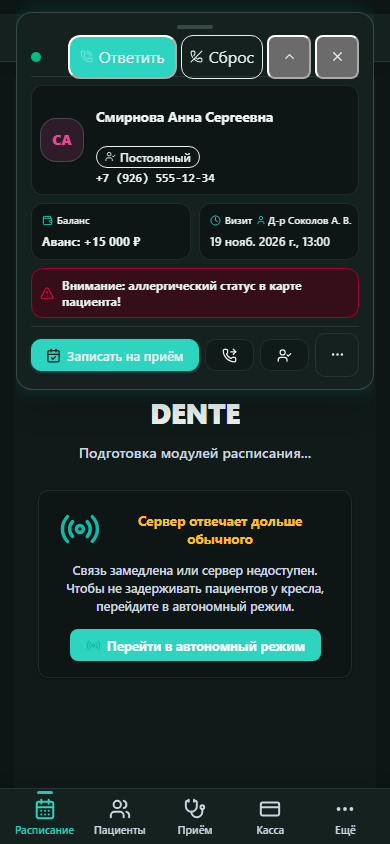 Ответить
Сброс
СА
Смирнова Анна Сергеевна
Постоянный
+7 (926) 555-12-34
Баланс
Аванс: +15 000 ₽
Визит Д-р Соколов А. В.
19 нояб. 2026 г., 13:00
Внимание: аллергический статус в карте
пациента!
Записать на приём
DENTE
Подготовка модулей расписания...
Сервер отвечает дольше
обычного
Связь замедлена или сервер недоступен.
Чтобы не задерживать пациентов у кресла,
перейдите в автономный режим.
Перейти в автономный режим
Расписание
Пациенты
Приём
Касса
Ещё